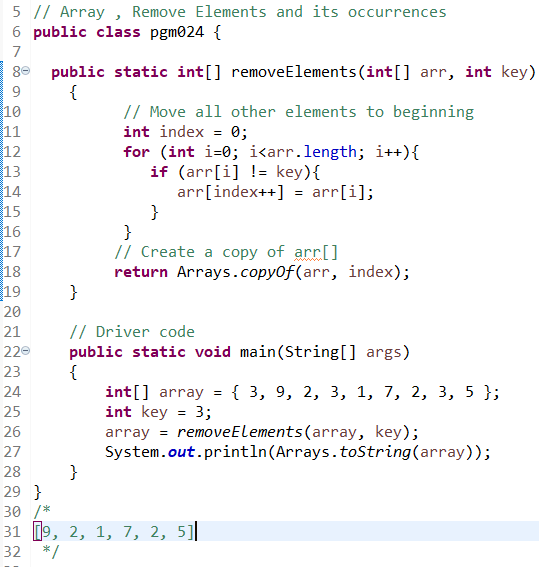 5 // Array , Remove Elements and its occurrences
6 public class pgm024 {
7
8 public static int[] removeElements(int[] arr, int key)
9 {
10 // Move all other elements to beginning
11 int index = 0;
12 for (int i=0; i<arr.length; i++){
13 if (arr[i] != key){
14 arr[index++] = arr[i];
15 }
16 }
17 // Create a copy of arr[]
18 return Arrays.copyOf(arr, index);
19 }
20
21 // Driver code
22 public static void main(String[] args)
23 {
24 int[] array = { 3, 9, 2, 3, 1, 7, 2, 3, 5 };
25 int key = 3;
26 array = removeElements(array, key);
27 System.out.println(Arrays.toString(array));
28 }
29 }
30 /*
31 [9, 2, 1, 7, 2, 5]
32 */